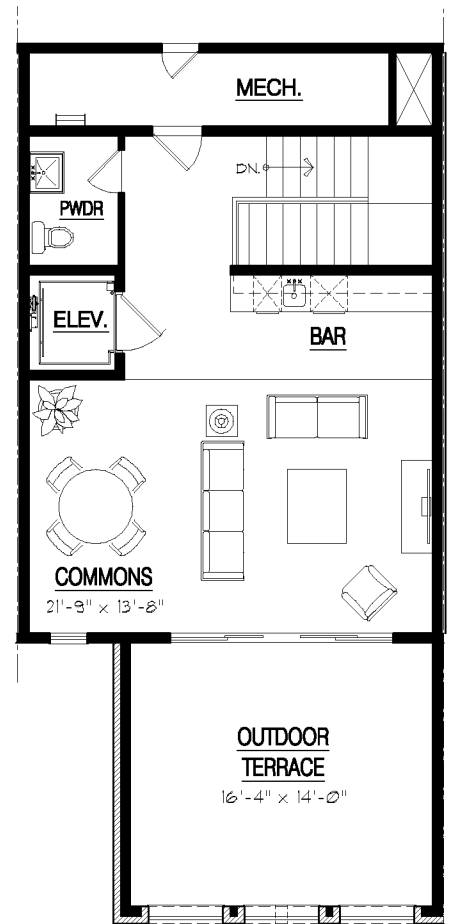 MECH.
DN.
PWDR
ELEV.
BAR
COMMONS
21'-9" x 13'-8"
OUTDOOR
TERRACE
16'-4" x 14'-0"